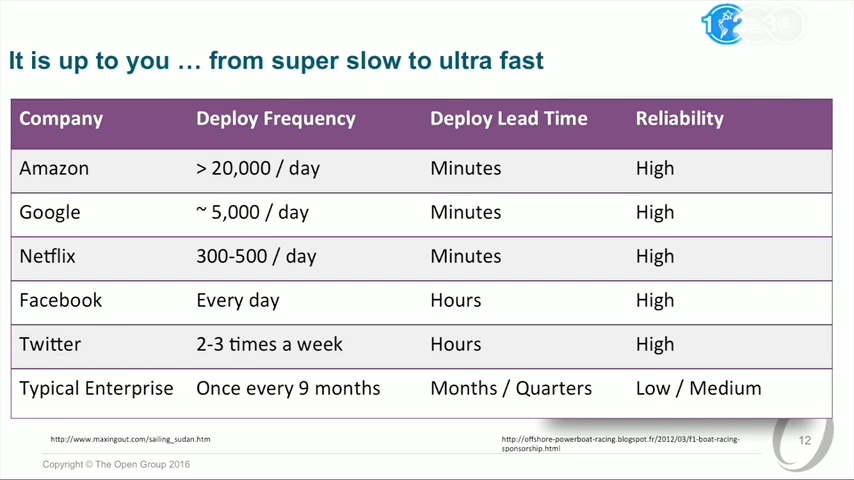 1 2 3
It is up to you … from super slow to ultra fast
Company Deploy Frequency Deploy Lead Time Reliability
Amazon > 20,000 / day Minutes High
Google ~ 5,000 / day Minutes High
Netflix 300-500 / day Minutes High
Facebook Every day Hours High
Twitter 2-3 times a week Hours High
Typical Enterprise Once every 9 months Months / Quarters Low / Medium
http://www.maxingout.com/sailing_sudan.htm
http://offshore-powerboat-racing.blogspot.fr/2012/03/f1-boat-racing-
sponsorship.html
12
Copyright © The Open Group 2016